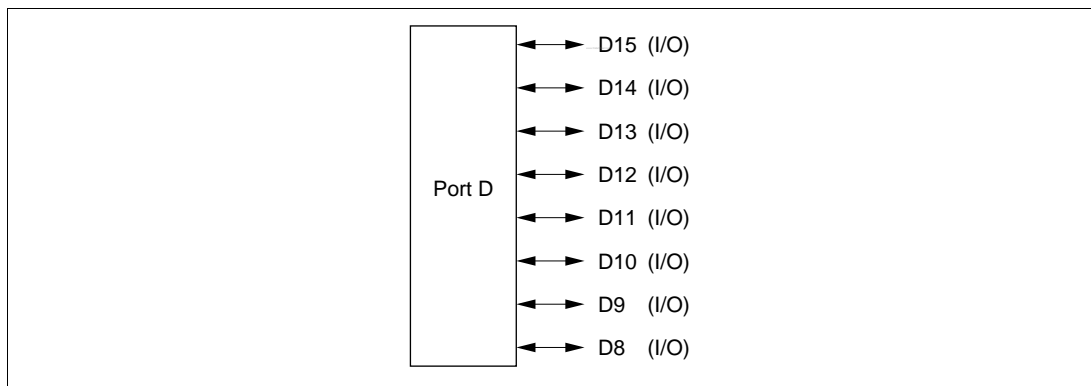 D15 (I/O)
D14 (I/O)
D13 (I/O)
D12 (I/O)
Port D
D11 (I/O)
D10 (I/O)
D9 (I/O)
D8 (I/O)